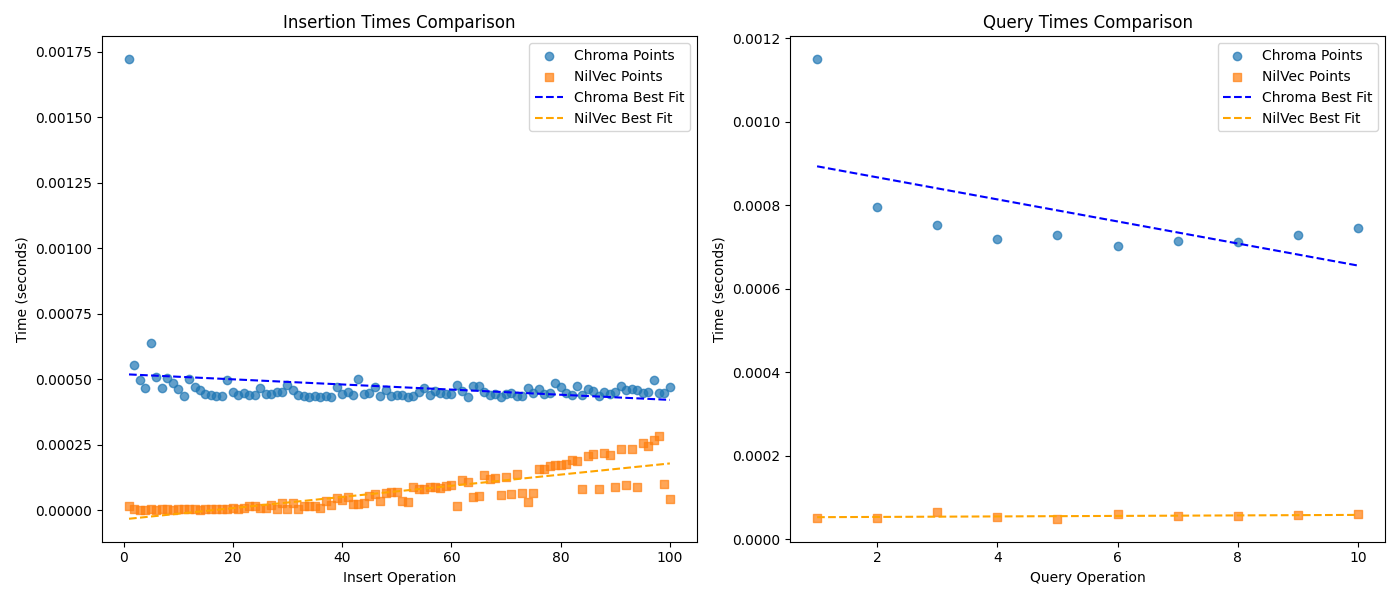 Insertion Times Comparison
Time (seconds)
0.00175
0.00150
0.00125
0.00100
0.00075
0.00050
0.00025
0.00000
Chroma Points
NilVec Points
Chroma Best Fit
NilVec Best Fit
0 20 40 60 80 100
Insert Operation
Query Times Comparison
Time (seconds)
0.0012
0.0010
0.0008
0.0006
0.0004
0.0002
0.0000
Chroma Points
NilVec Points
Chroma Best Fit
NilVec Best Fit
2 4 6 8 10
Query Operation